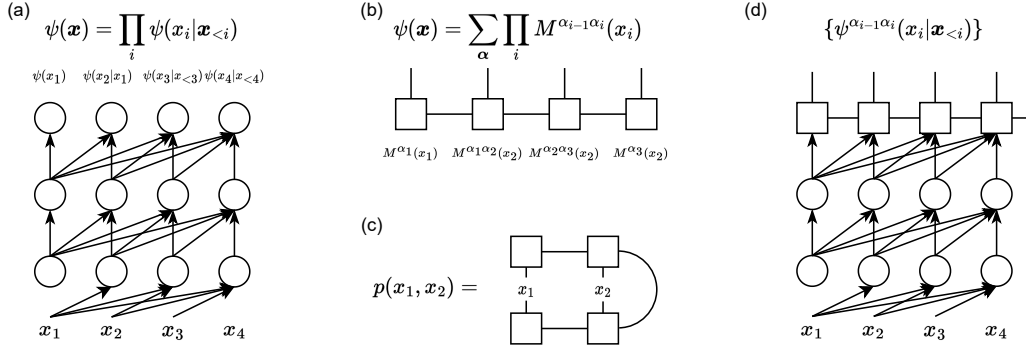 (a)
ψ(x) = ∏_i ψ(x_i|x_{<i})
ψ(x_1) ψ(x_2|x_1) ψ(x_3|x_{<3}) ψ(x_4|x_{<4})
x_1 x_2 x_3 x_4
(b)
ψ(x) = ∑_α ∏_i M^{α_{i-1}α_i}(x_i)
M^{α_1}(x_1) M^{α_1α_2}(x_2) M^{α_2α_3}(x_2) M^{α_3}(x_2)
(c)
x_1 x_2
p(x_1, x_2) =
(d)
{ψ^{α_{i-1}α_i}(x_i|x_{<i})}
x_1 x_2 x_3 x_4